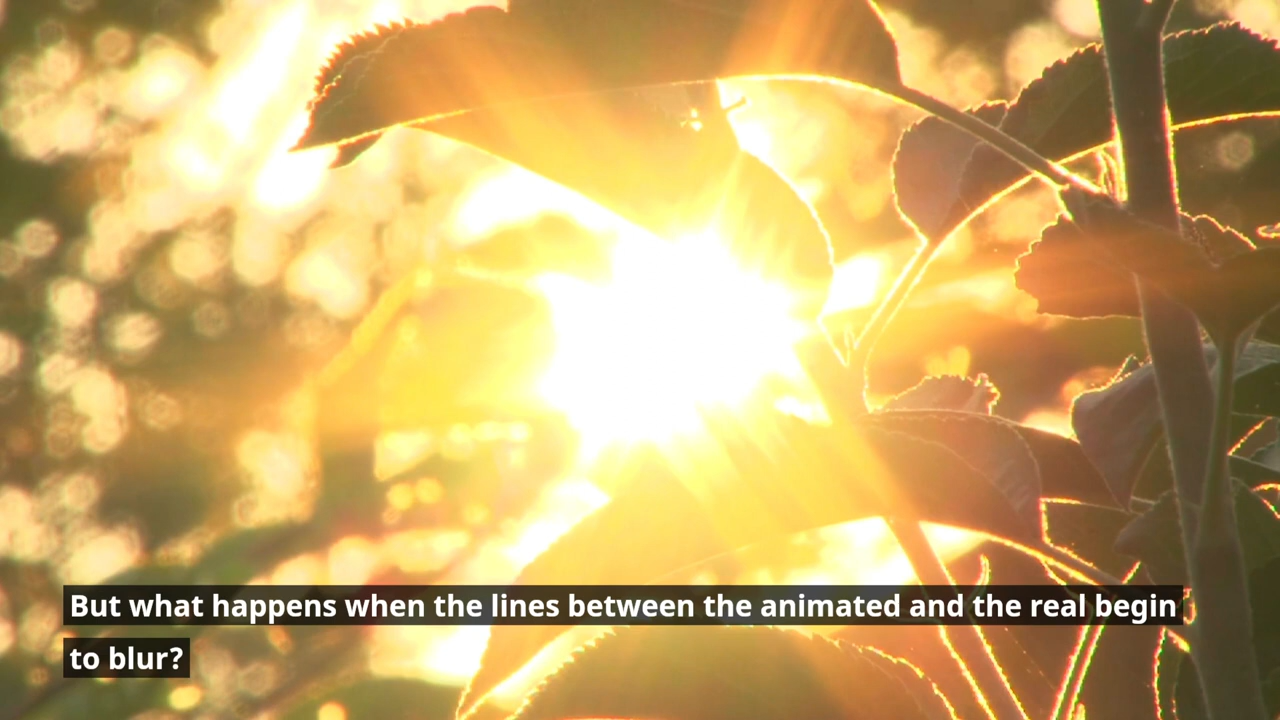 But what happens when the lines between the animated and the real begin
to blur?